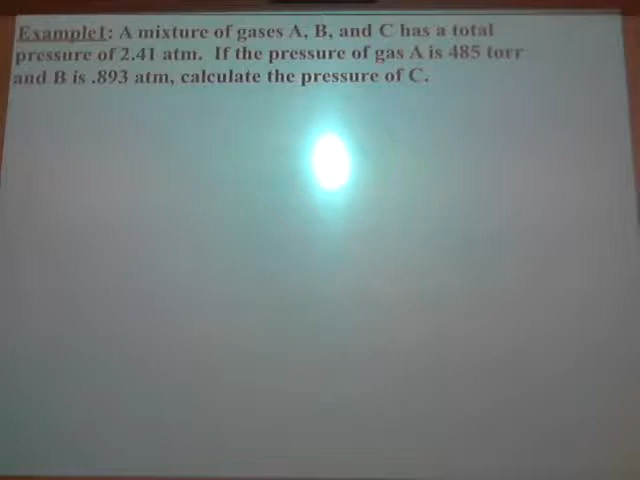 Example1: A mixture of gases A, B, and C has a total
pressure of 2.41 atm. If the pressure of gas A is 485 torr
and B is .893 atm, calculate the pressure of C.